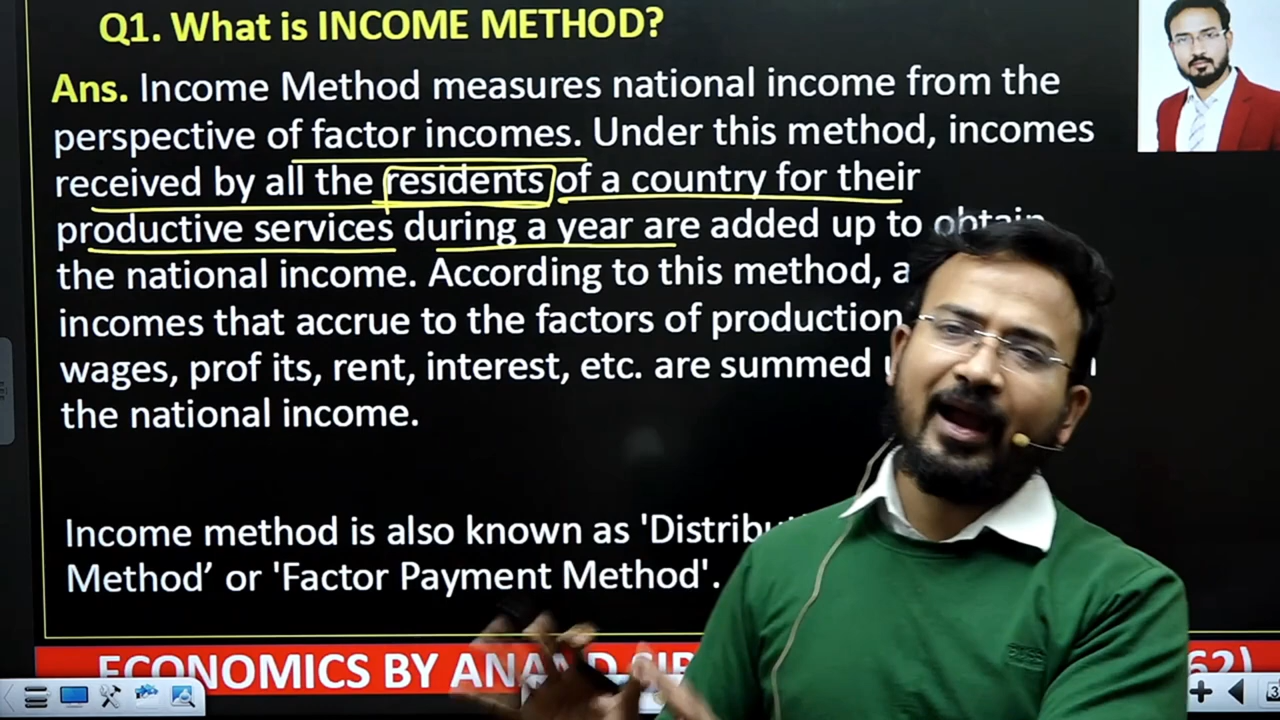 Q1. What is INCOME METHOD?
Ans. Income Method measures national income from the
perspective of factor incomes. Under this method, incomes
received by all the residents of a country for their
productive services during a year are added up to obtain
the national income. According to this method,
incomes that accrue to the factors of production
wages, prof its, rent, interest, etc. are summed
the national income.
Income method is also known as
Method’ or 'Factor Payment Method'.
ECONOMICS BY